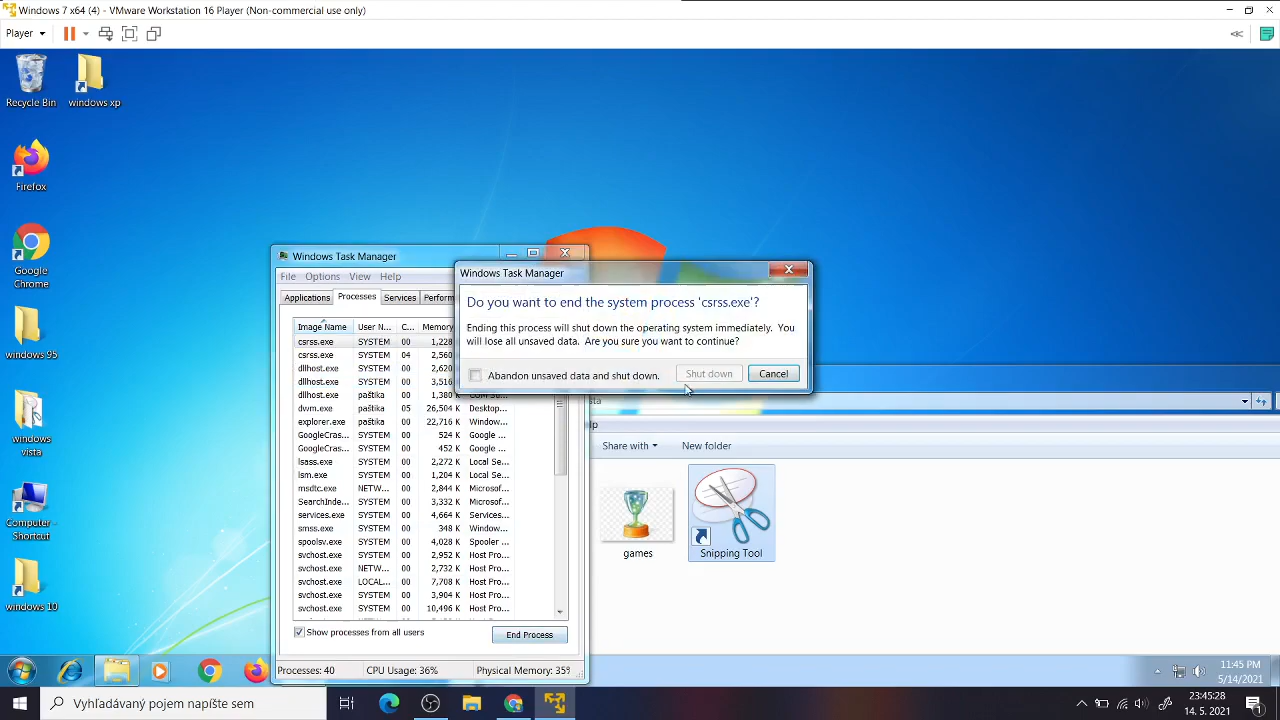 Windows 7 x64 (4) - VMware Workstation 16 Player (Non-commercial use only)
Player
Recycle Bin
windows xp
Firefox
Google Chrome
windows 95
windows vista
Computer - Shortcut
windows 10
Windows Task Manager
File Options View Help
Applications Processes Services Perform
Image Name User N... C... Memory
csrss.exe SYSTEM 00 1,228
csrss.exe SYSTEM 04 2,560
dllhost.exe SYSTEM 00 2,620
dllhost.exe SYSTEM 00 3,516
dllhost.exe paštika 00 1,380
dwm.exe paštika 05 26,504 K Desktop...
explorer.exe paštika 00 22,716 K Window...
GoogleCras... SYSTEM 00 524 K Google ...
GoogleCras... SYSTEM 00 452 K Google ...
lsass.exe SYSTEM 00 2,272 K Local Se...
lsm.exe SYSTEM 00 1,204 K Local Se...
msdtc.exe NETW... 00 2,844 K Microsof...
SearchInde... SYSTEM 00 3,332 K Microsof...
services.exe SYSTEM 00 4,664 K Services...
smss.exe SYSTEM 00 348 K Window...
spoolsv.exe SYSTEM 00 4,028 K Spooler ...
svchost.exe SYSTEM 00 2,952 K Host Pro...
svchost.exe NETW... 00 2,732 K Host Pro...
svchost.exe LOCAL... 00 7,708 K Host Pro...
svchost.exe SYSTEM 00 3,884 K Host Pro...
svchost.exe SYSTEM 00 10,496 K Host Pro...
Show processes from all users
End Process
Processes: 40 CPU Usage: 36% Physical Memory: 35%
Windows Task Manager
Do you want to end the system process 'csrss.exe'?
Ending this process will shut down the operating system immediately. You
will lose all unsaved data. Are you sure you want to continue?
Abandon unsaved data and shut down.
Shut down
Cancel
ista
lp
Share with New folder
games
Snipping Tool
11:45 PM
5/14/2021
Vyhľadávaný pojem napíšte sem
23:45:28
14. 5. 2021
1